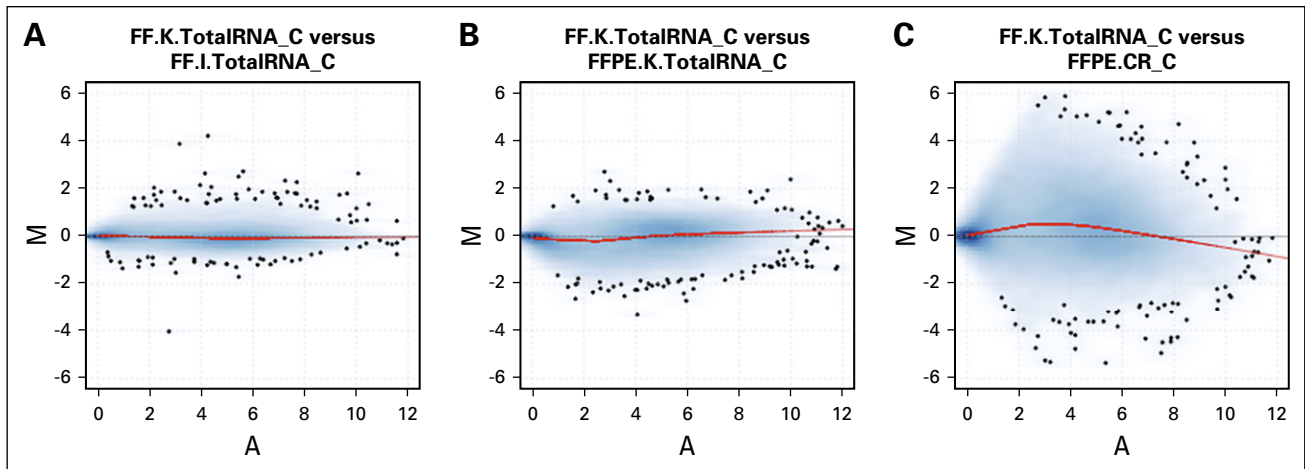 A
FF.K.TotalRNA_C versus
FF.I.TotalRNA_C
6
4
2
0
-2
-4
-6
M
0 2 4 6 8 10 12
A
B
FF.K.TotalRNA_C versus
FFPE.K.TotalRNA_C
6
4
2
0
-2
-4
-6
M
0 2 4 6 8 10 12
A
C
FF.K.TotalRNA_C versus
FFPE.CR_C
6
4
2
0
-2
-4
-6
M
0 2 4 6 8 10 12
A